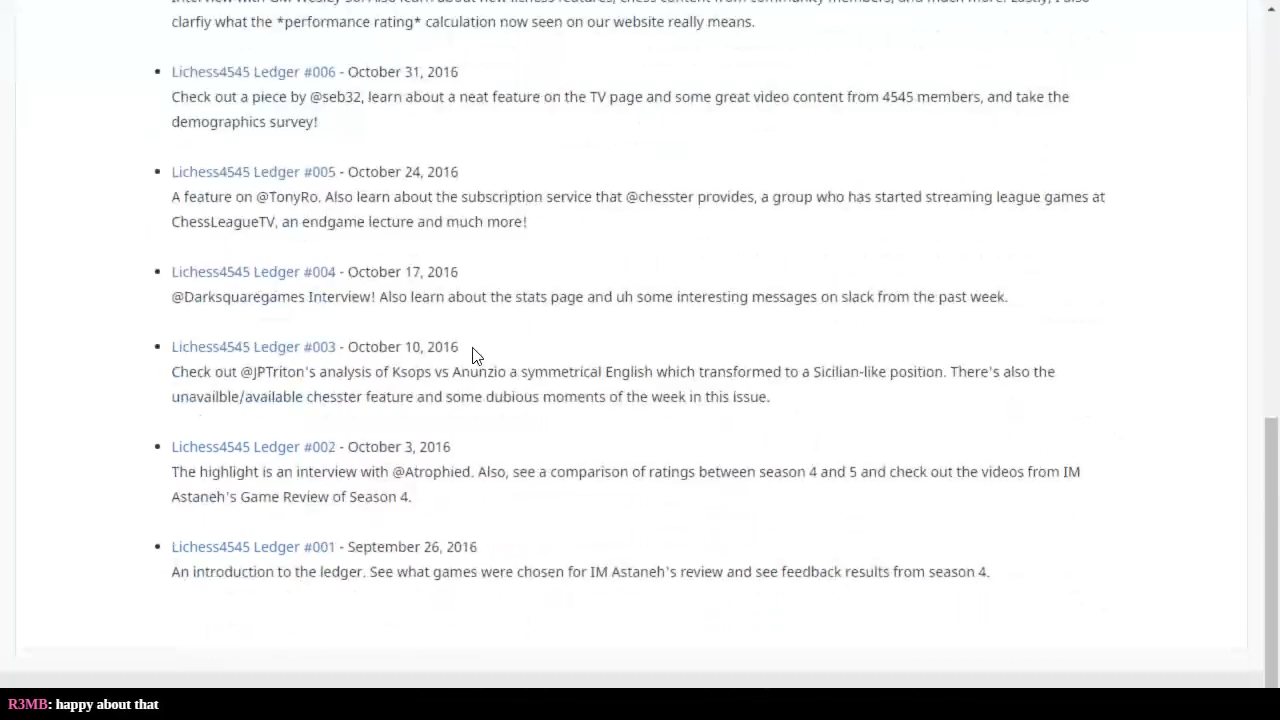 clarfiy what the *performance rating* calculation now seen on our website really means.
Lichess4545 Ledger #006 - October 31, 2016
Check out a piece by @seb32, learn about a neat feature on the TV page and some great video content from 4545 members, and take the
demographics survey!
Lichess4545 Ledger #005 - October 24, 2016
A feature on @TonyRo. Also learn about the subscription service that @chesster provides, a group who has started streaming league games at
ChessLeagueTV, an endgame lecture and much more!
Lichess4545 Ledger #004 - October 17, 2016
@Darksquaregames Interview! Also learn about the stats page and uh some interesting messages on slack from the past week.
Lichess4545 Ledger #003 - October 10, 2016
Check out @JPTriton's analysis of Ksops vs Anunzio a symmetrical English which transformed to a Sicilian-like position. There's also the
unavailble/available chesster feature and some dubious moments of the week in this issue.
Lichess4545 Ledger #002 - October 3, 2016
The highlight is an interview with @Atrophied. Also, see a comparison of ratings between season 4 and 5 and check out the videos from IM
Astaneh's Game Review of Season 4.
Lichess4545 Ledger #001 - September 26, 2016
An introduction to the ledger. See what games were chosen for IM Astaneh's review and see feedback results from season 4.
R3MB: happy about that